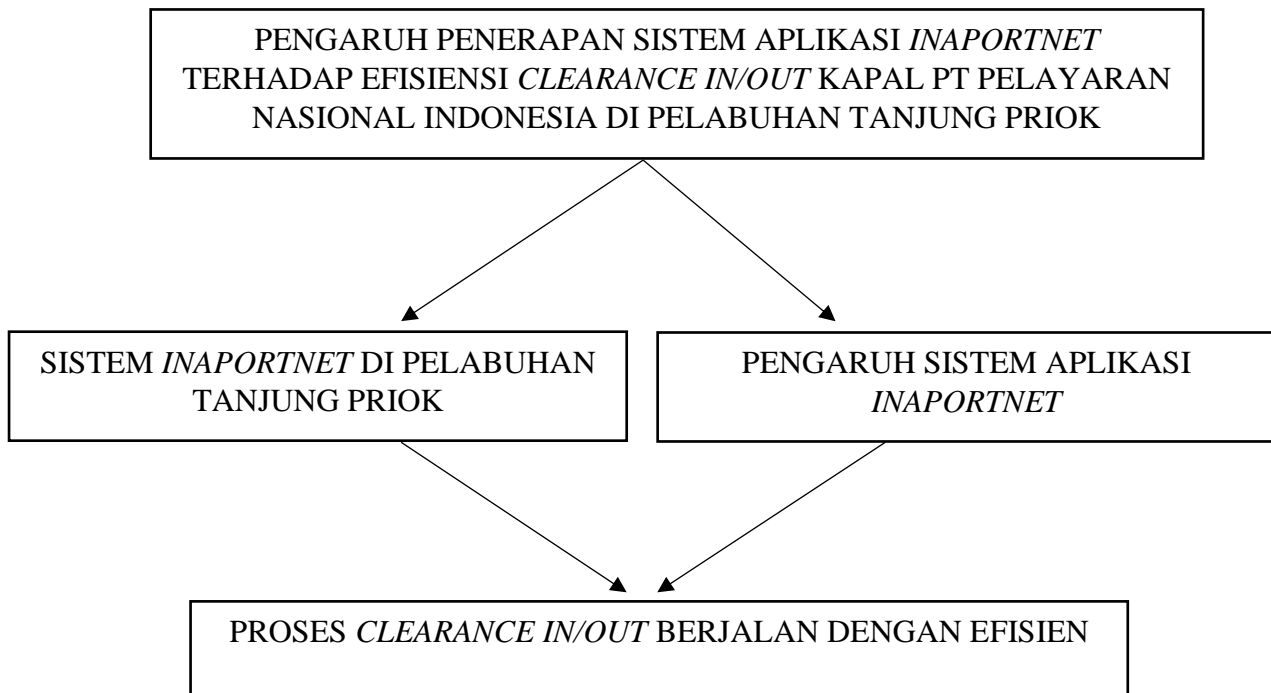 PENGARUH PENERAPAN SISTEM APLIKASI INAPORTNET
TERHADAP EFISIENSI CLEARANCE IN/OUT KAPAL PT PELAYARAN
NASIONAL INDONESIA DI PELABUHAN TANJUNG PRIOK
SISTEM INAPORTNET DI PELABUHAN
TANJUNG PRIOK
PENGARUH SISTEM APLIKASI
INAPORTNET
PROSES CLEARANCE IN/OUT BERJALAN DENGAN EFISIEN